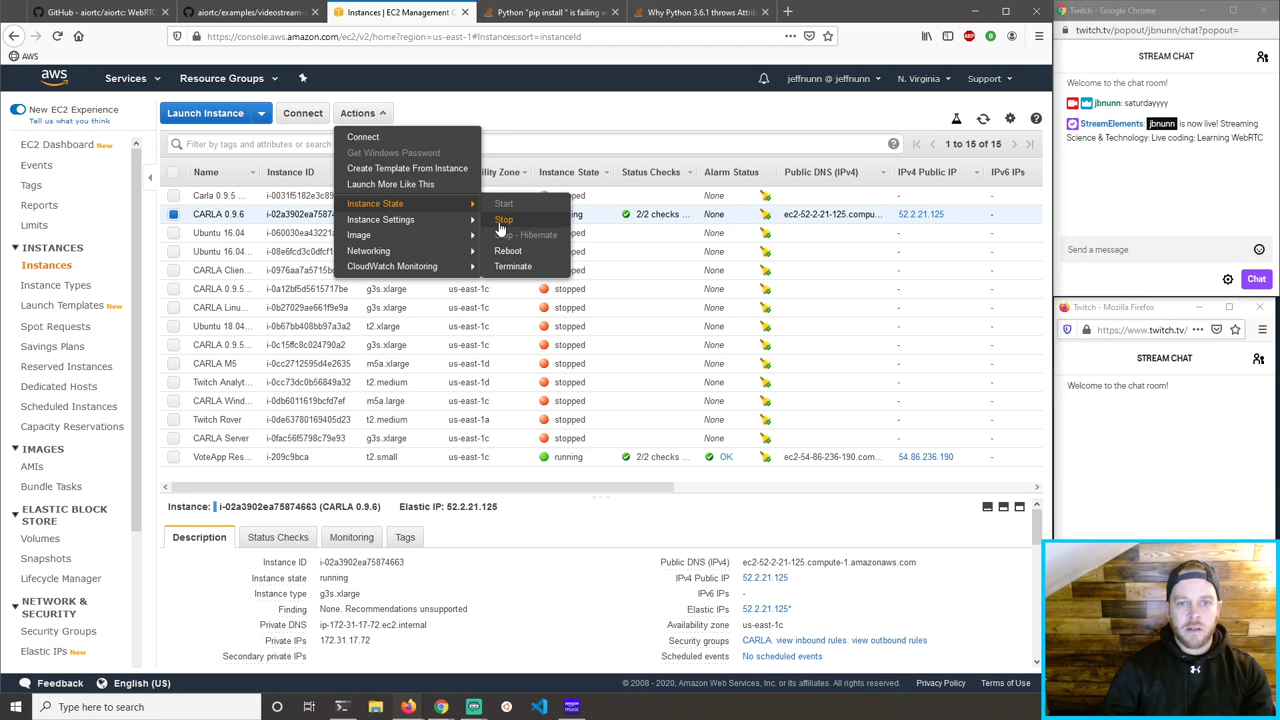 GitHub - aiortc/aiortc: WebRTC
aiortc/examples/videostream-
Instances | EC2 Management C
Python "pip install " is failing w
Why Python 3.6.1 throws Attrib
Twitch - Google Chrome
https://console.aws.amazon.com/ec2/v2/home?region=us-east-1#Instances:sort=instanceId
twitch.tv/popout/jbnunn/chat?popout=
AWS
STREAM CHAT
aws
Services
Resource Groups
jeffnunn @ jeffnunn
N. Virginia
Support
Welcome to the chat room!
jbnunn: saturdayyyy
StreamElements: jbnunn is now live! Streaming
Science & Technology: Live coding: Learning WebRTC
New EC2 Experience
Tell us what you think
Launch Instance
Connect
Actions
EC2 Dashboard New
Events
Tags
Reports
Limits
INSTANCES
Instances
Instance Types
Launch Templates New
Spot Requests
Savings Plans
Reserved Instances
Dedicated Hosts
Scheduled Instances
Capacity Reservations
IMAGES
AMIs
Bundle Tasks
ELASTIC BLOCK
STORE
Volumes
Snapshots
Lifecycle Manager
NETWORK &
SECURITY
Security Groups
Elastic IPs New
Filter by tags and attributes or search
1 to 15 of 15
Connect
Get Windows Password
Create Template From Instance
Launch More Like This
Instance State
Instance Settings
Image
Networking
CloudWatch Monitoring
Start
Stop
Stop - Hibernate
Reboot
Terminate
Name
Instance ID
Instance State
Status Checks
Alarm Status
Public DNS (IPv4)
IPv4 Public IP
IPv6 IPs
Carla 0.9.5 ...
None
-
-
CARLA 0.9.6
2/2 checks ...
None
ec2-52-2-21-125.compu...
52.2.21.125
-
Ubuntu 16.04
None
-
-
Ubuntu 16.04
None
-
-
CARLA Clien...
None
-
-
CARLA 0.9.5...
i-0a12bf5d5615717be
g3s.xlarge
us-east-1c
stopped
None
-
-
CARLA Linu...
i-0b27029ae661f9e9a
g3s.xlarge
us-east-1c
stopped
None
-
-
Ubuntu 18.04
i-0b67bb408bb97a3a2
t2.xlarge
us-east-1c
stopped
None
-
-
CARLA 0.9.5...
i-0c15ffc8c024790a2
g3s.xlarge
us-east-1c
stopped
None
-
-
CARLA M5
i-0cc2712595d4e2635
m5a.xlarge
us-east-1d
stopped
None
-
-
Twitch Analyt...
i-0cc73dc0b56849a32
t2.medium
us-east-1d
stopped
None
-
-
CARLA Wind...
i-0db6011119bcfd7ef
m5a.large
us-east-1c
stopped
None
-
-
Twitch Rover
i-0de63780169405d23
t2.medium
us-east-1a
stopped
None
-
-
CARLA Server
i-0fac56f5798c79e93
g3s.xlarge
us-east-1c
stopped
None
-
-
VoteApp Res...
i-209c9bca
t2.small
us-east-1c
running
2/2 checks ...
OK
ec2-54-86-236-190.com...
54.86.236.190
-
Instance: i-02a3902ea75874663 (CARLA 0.9.6)
Elastic IP: 52.2.21.125
Description
Status Checks
Monitoring
Tags
Instance ID
i-02a3902ea75874663
Instance state
running
Instance type
g3s.xlarge
Finding
None. Recommendations unsupported
Private DNS
ip-172-31-17-72.ec2.internal
Private IPs
172.31.17.72
Secondary private IPs
Public DNS (IPv4)
ec2-52-2-21-125.compute-1.amazonaws.com
IPv4 Public IP
52.2.21.125
IPv6 IPs
-
Elastic IPs
52.2.21.125*
Availability zone
us-east-1c
Security groups
CARLA. view inbound rules. view outbound rules
Scheduled events
No scheduled events
Send a message
Chat
Twitch — Mozilla Firefox
https://www.twitch.tv/
STREAM CHAT
Welcome to the chat room!
Feedback
English (US)
© 2008 - 2020, Amazon Web Services, Inc. or its affiliates. All rights reserved.
Privacy Policy
Terms of Use
Type here to search